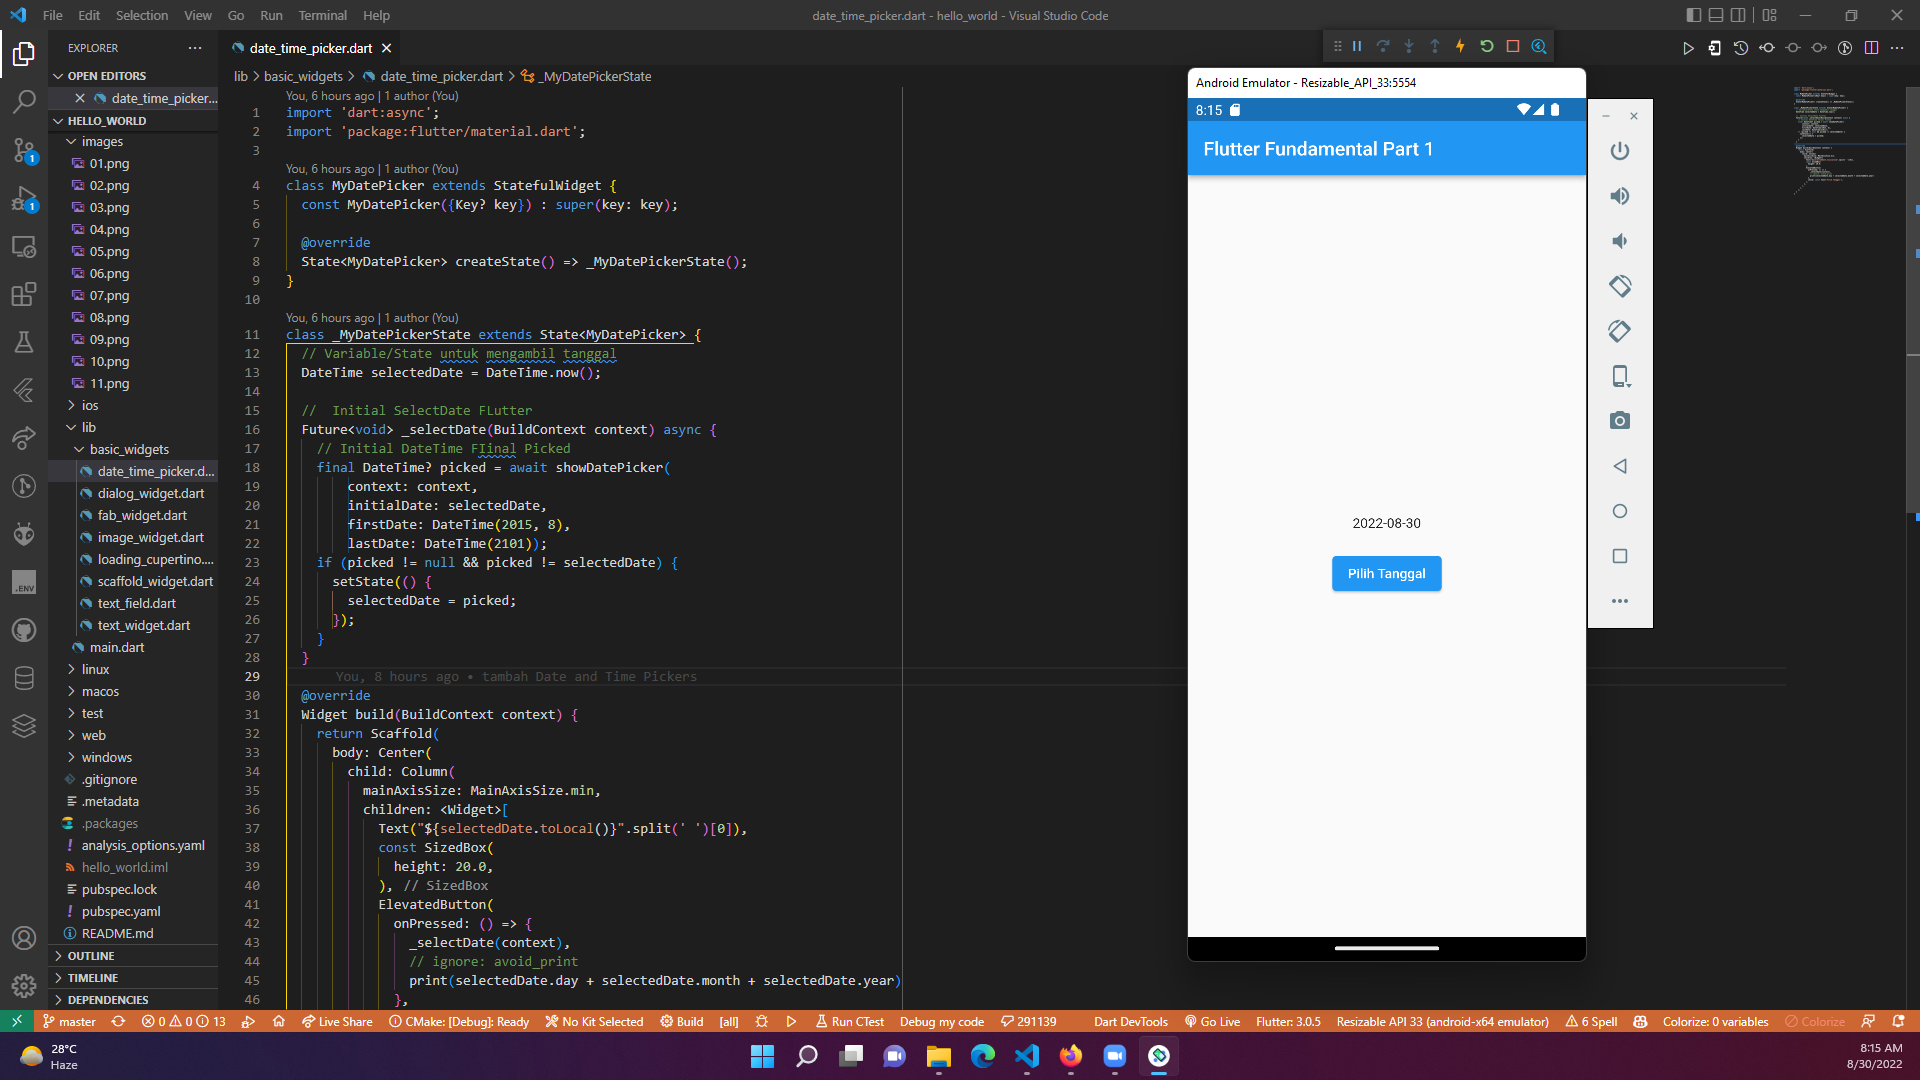 File Edit Selection View Go Run Terminal Help
date_time_picker.dart - hello_world - Visual Studio Code
EXPLORER
OPEN EDITORS
date_time_picker...
HELLO_WORLD
images
01.png
02.png
03.png
04.png
05.png
06.png
07.png
08.png
09.png
10.png
11.png
ios
lib
basic_widgets
date_time_picker.d...
dialog_widget.dart
fab_widget.dart
image_widget.dart
loading_cupertino....
scaffold_widget.dart
text_field.dart
text_widget.dart
main.dart
linux
macos
test
web
windows
.gitignore
.metadata
.packages
analysis_options.yaml
hello_world.iml
pubspec.lock
pubspec.yaml
README.md
OUTLINE
TIMELINE
DEPENDENCIES
1
1
.ENV
date_time_picker.dart
lib > basic_widgets > date_time_picker.dart > _MyDatePickerState
You, 6 hours ago | 1 author (You)
1 import 'dart:async';
2 import 'package:flutter/material.dart';
3
You, 6 hours ago | 1 author (You)
4 class MyDatePicker extends StatefulWidget {
5 const MyDatePicker({Key? key}) : super(key: key);
6
7 @override
8 State<MyDatePicker> createState() => _MyDatePickerState();
9 }
10
You, 6 hours ago | 1 author (You)
11 class _MyDatePickerState extends State<MyDatePicker> {
12 // Variable/State untuk mengambil tanggal
13 DateTime selectedDate = DateTime.now();
14
15 //  Initial SelectDate FLutter
16 Future<void> _selectDate(BuildContext context) async {
17 // Initial DateTime FIinal Picked
18 final DateTime? picked = await showDatePicker(
19 context: context,
20 initialDate: selectedDate,
21 firstDate: DateTime(2015, 8),
22 lastDate: DateTime(2101));
23 if (picked != null && picked != selectedDate) {
24 setState(() {
25 selectedDate = picked;
26 });
27 }
28 }
29 You, 8 hours ago • tambah Date and Time Pickers
30 @override
31 Widget build(BuildContext context) {
32 return Scaffold(
33 body: Center(
34 child: Column(
35 mainAxisSize: MainAxisSize.min,
36 children: <Widget>[
37 Text("${selectedDate.toLocal()}".split(' ')[0]),
38 const SizedBox(
39 height: 20.0,
40 ), // SizedBox
41 ElevatedButton(
42 onPressed: () => {
43 _selectDate(context),
44 // ignore: avoid_print
45 print(selectedDate.day + selectedDate.month + selectedDate.year)
46 },
Android Emulator - Resizable_API_33:5554
8:15
Flutter Fundamental Part 1
2022-08-30
Pilih Tanggal
master 0 0 13 Live Share CMake: [Debug]: Ready No Kit Selected Build [all] Run CTest Debug my code 291139 Dart DevTools Go Live Flutter: 3.0.5 Resizable API 33 (android-x64 emulator) 6 Spell Colorize: 0 variables Colorize
28°C
Haze
8:15 AM
8/30/2022